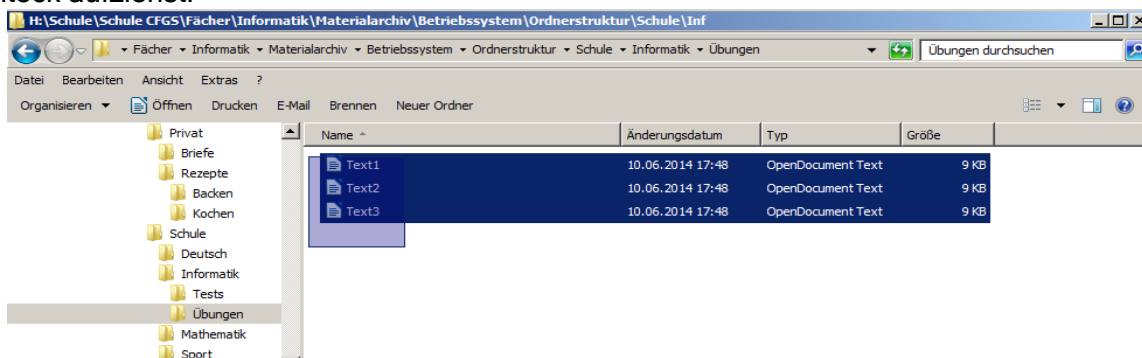 H:\Schule\Schule CFGS\Fächer\Informatik\Materialarchiv\Betriebssystem\Ordnerstruktur\Schule\Inf
Fächer Informatik Materialarchiv Betriebssystem Ordnerstruktur Schule Informatik Übungen Übungen durchsuchen
Datei Bearbeiten Ansicht Extras ?
Organisieren Öffnen Drucken E-Mail Brennen Neuer Ordner
Name Änderungsdatum Typ Größe
Privat
Briefe
Rezepte
Backen
Kochen
Schule
Deutsch
Informatik
Tests
Übungen
Mathematik
Sport
Text1 10.06.2014 17:48 OpenDocument Text 9 KB
Text2 10.06.2014 17:48 OpenDocument Text 9 KB
Text3 10.06.2014 17:48 OpenDocument Text 9 KB